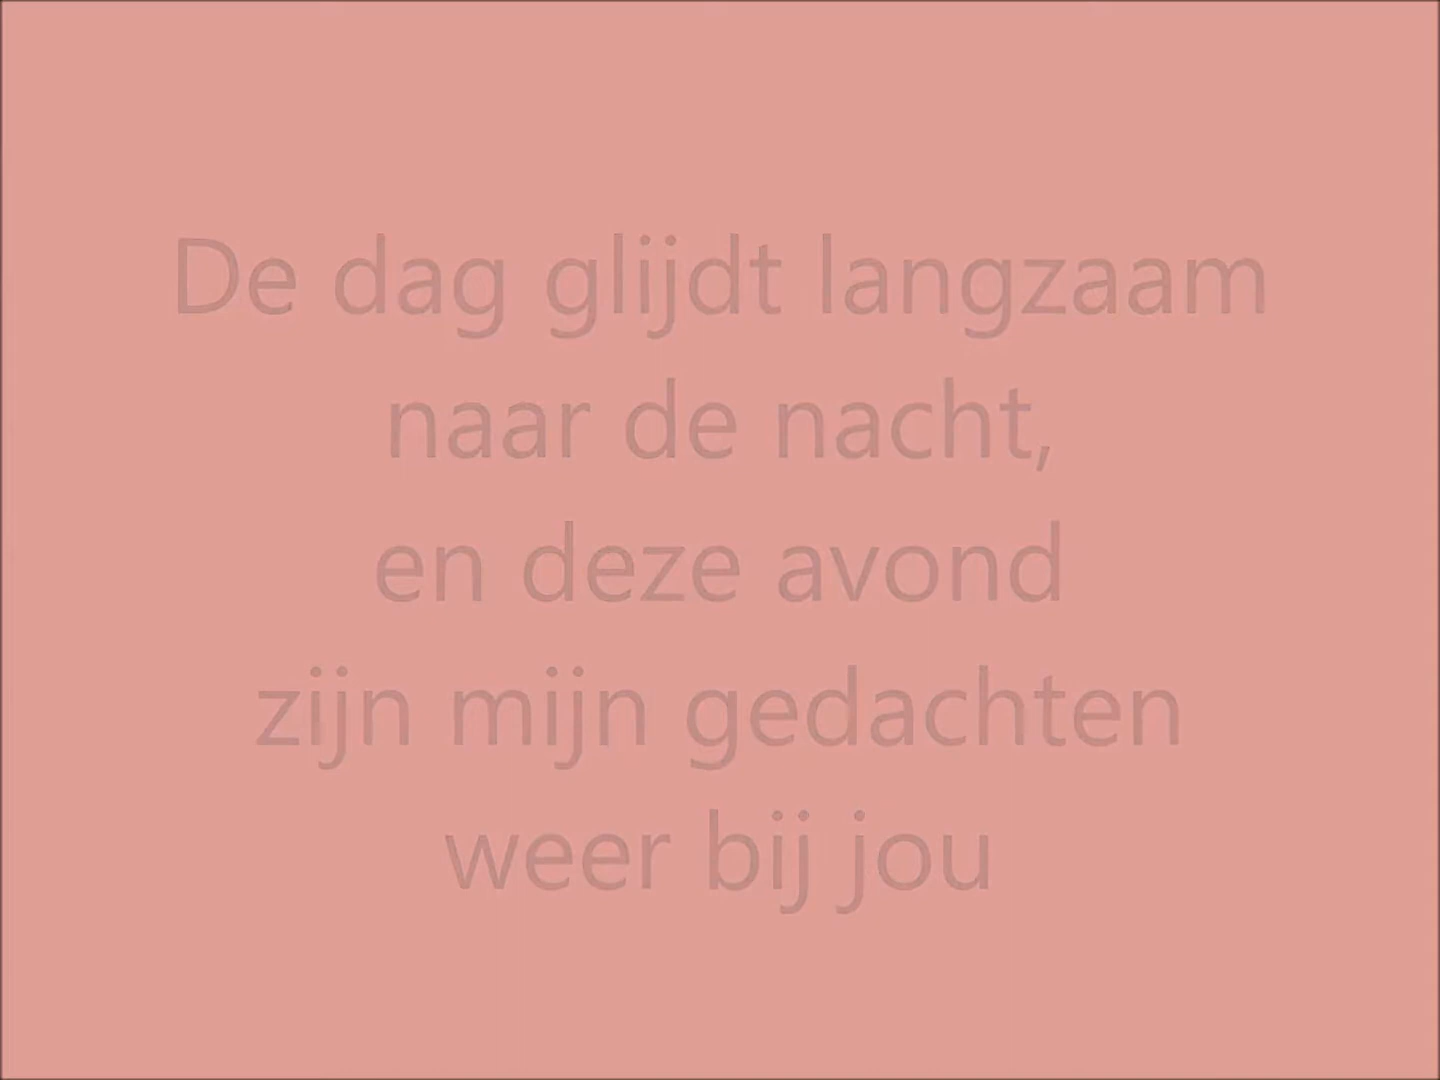 De dag glijdt langzaam
naar de nacht,
en deze avond
zijn mijn gedachten
weer bij jou